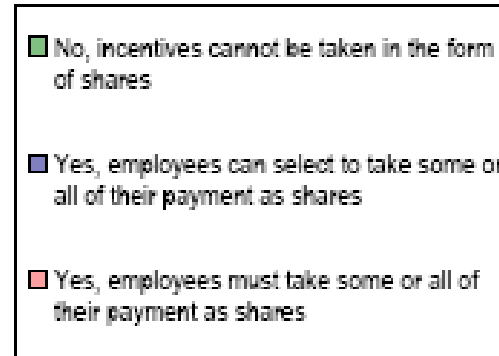 No, incentives cannot be taken in the form
of shares
Yes, employees can select to take some or
all of their payment as shares
Yes, employees must take some or all of
their payment as shares